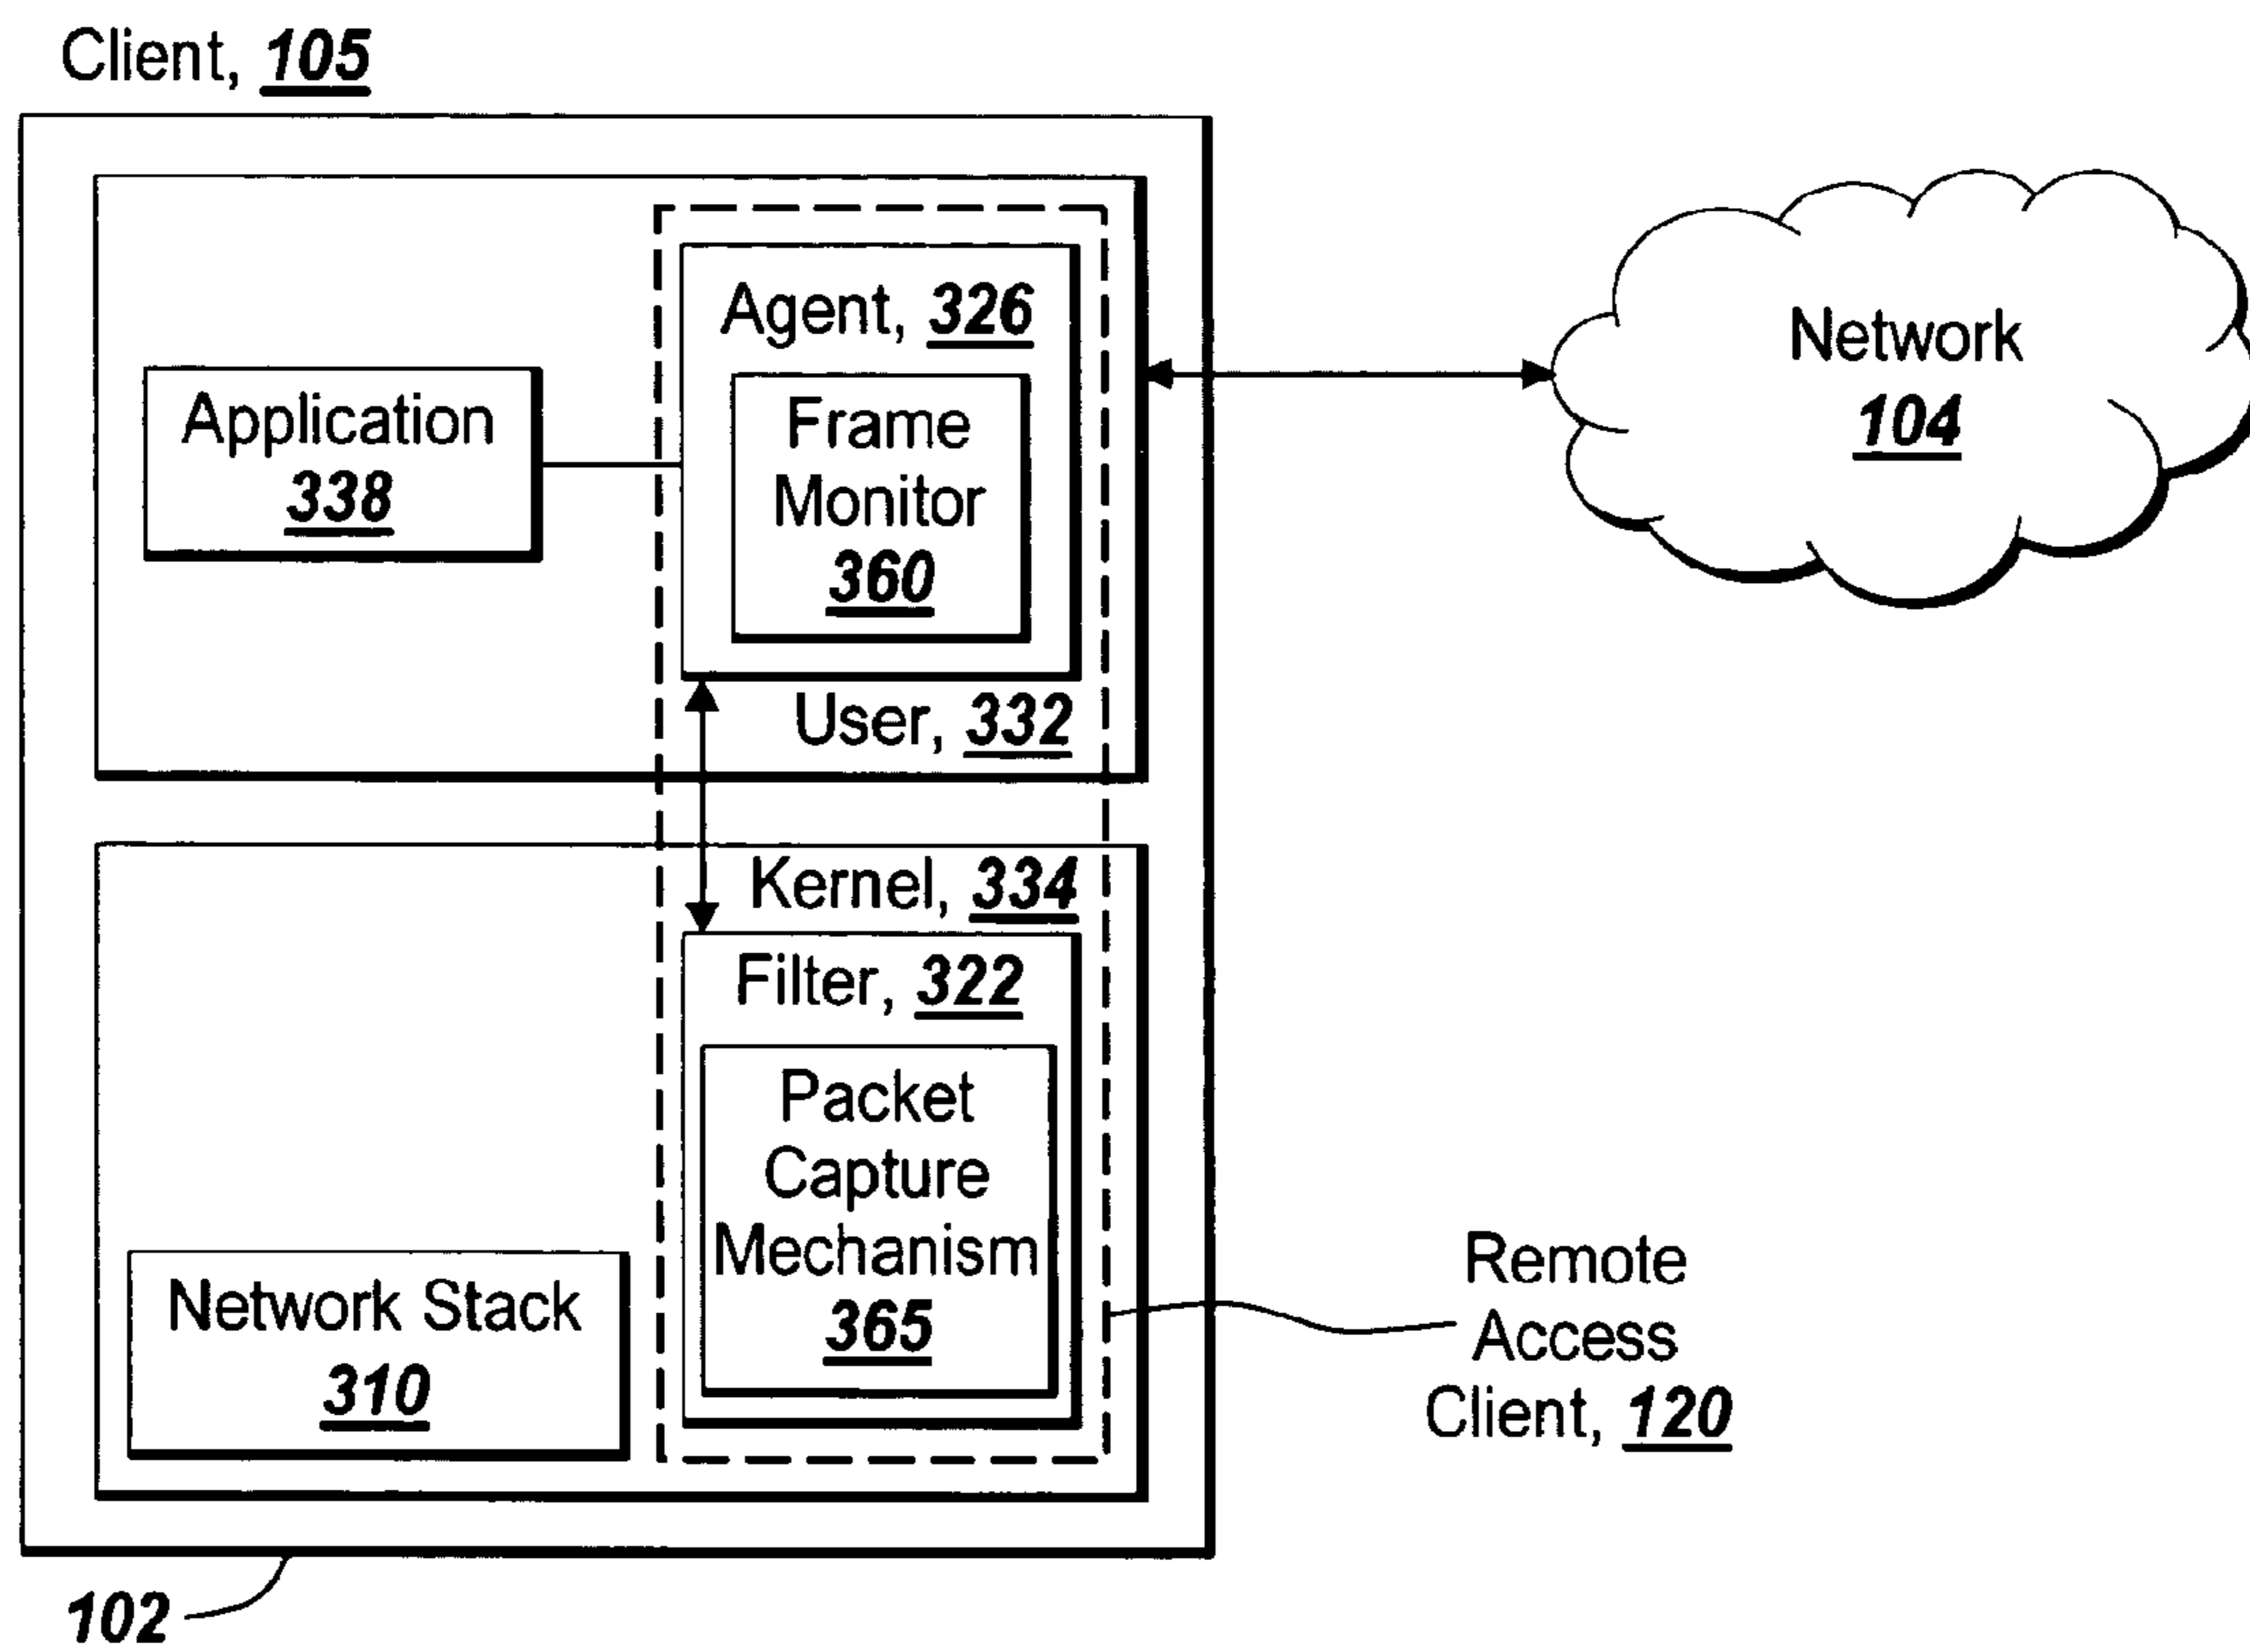 Client, 105
Agent, 326
Frame
Monitor
360
Application
338
User, 332
Network
104
Kernel, 334
Filter, 322
Packet
Capture
Mechanism
365
Network Stack
310
Remote
Access
Client, 120
102